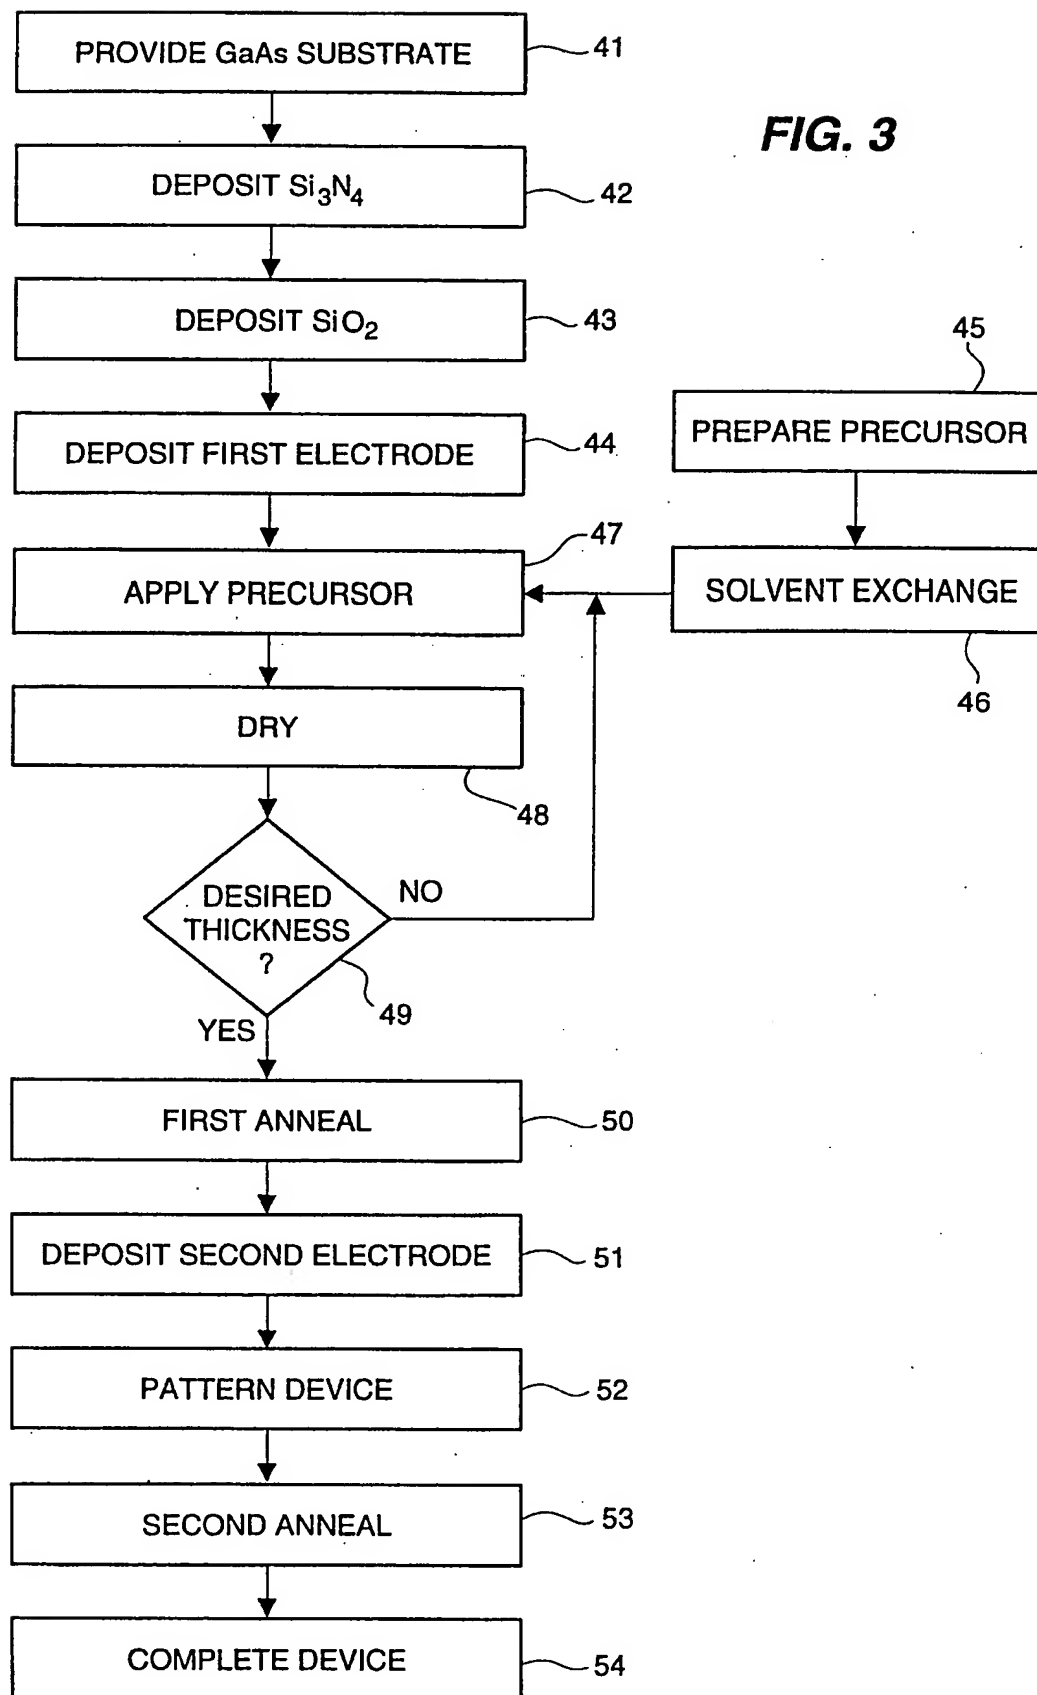 PROVIDE GaAs SUBSTRATE
41
FIG. 3
DEPOSIT Si3N4
42
DEPOSIT SiO2
43
45
PREPARE PRECURSOR
DEPOSIT FIRST ELECTRODE
44
47
APPLY PRECURSOR
SOLVENT EXCHANGE
46
DRY
48
DESIRED
THICKNESS
?
NO
49
YES
FIRST ANNEAL
50
DEPOSIT SECOND ELECTRODE
51
PATTERN DEVICE
52
SECOND ANNEAL
53
COMPLETE DEVICE
54